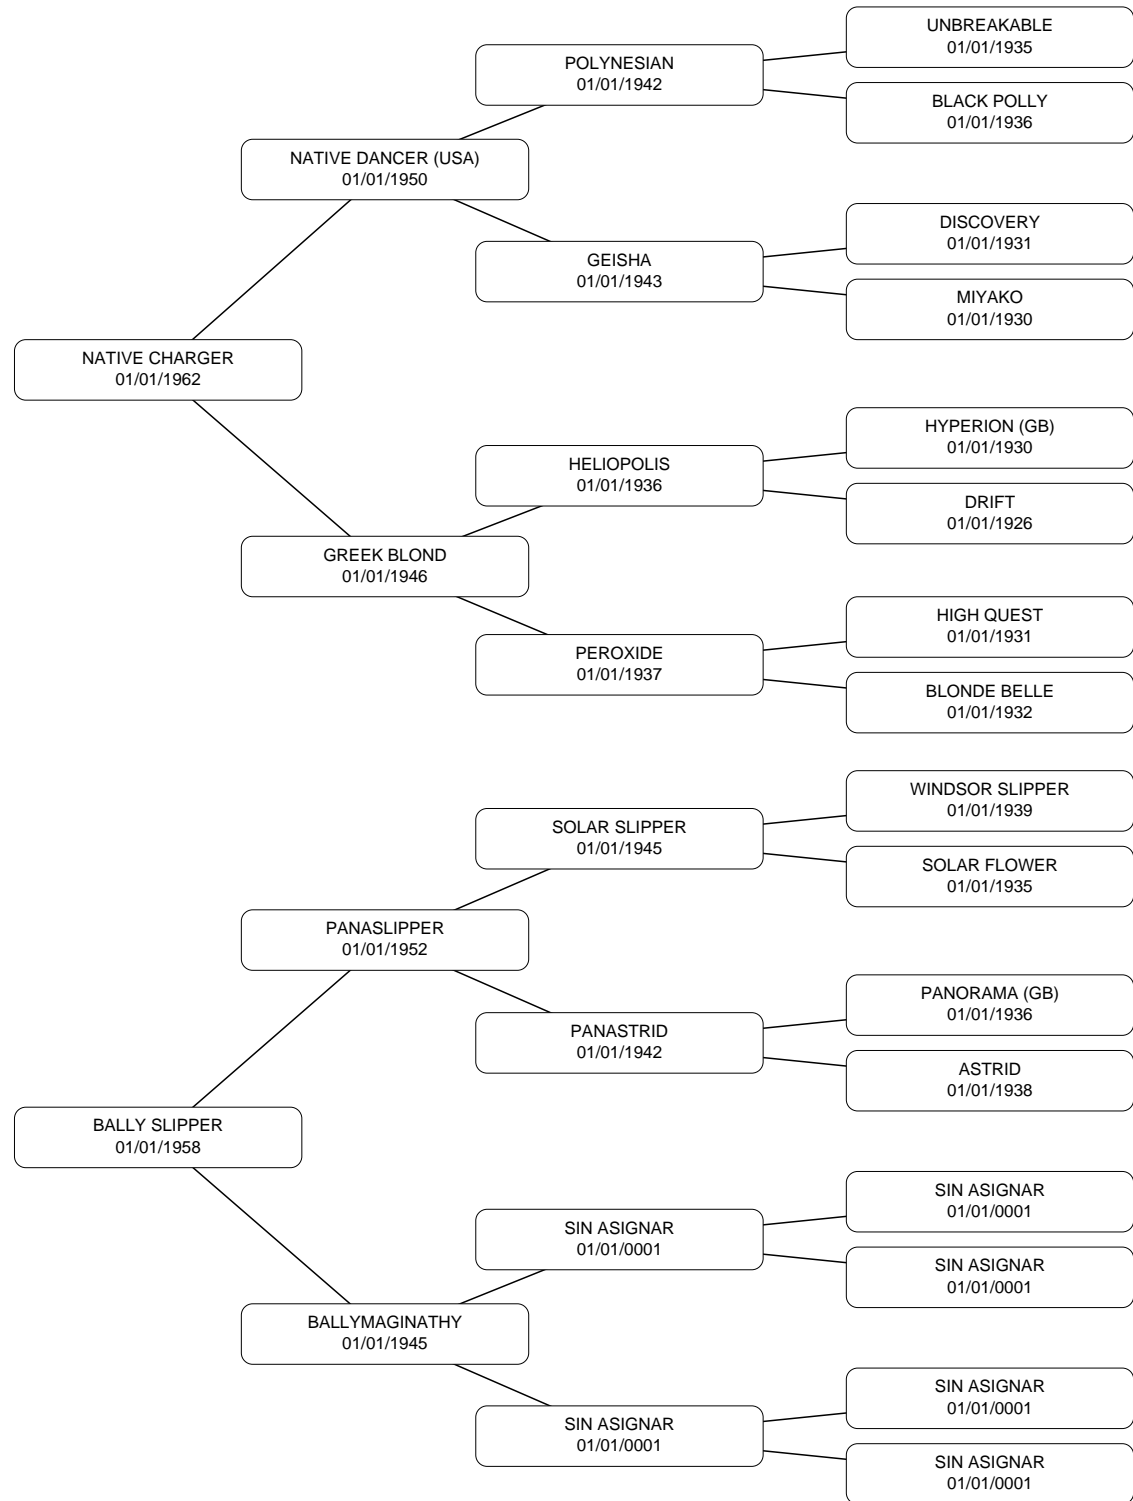 UNBREAKABLE
01/01/1935
POLYNESIAN
01/01/1942
BLACK POLLY
01/01/1936
NATIVE DANCER (USA)
01/01/1950
DISCOVERY
01/01/1931
GEISHA
01/01/1943
MIYAKO
01/01/1930
NATIVE CHARGER
01/01/1962
HYPERION (GB)
01/01/1930
HELIOPOLIS
01/01/1936
DRIFT
01/01/1926
GREEK BLOND
01/01/1946
HIGH QUEST
01/01/1931
PEROXIDE
01/01/1937
BLONDE BELLE
01/01/1932
WINDSOR SLIPPER
01/01/1939
SOLAR SLIPPER
01/01/1945
SOLAR FLOWER
01/01/1935
PANASLIPPER
01/01/1952
PANORAMA (GB)
01/01/1936
PANASTRID
01/01/1942
ASTRID
01/01/1938
BALLY SLIPPER
01/01/1958
SIN ASIGNAR
01/01/0001
SIN ASIGNAR
01/01/0001
SIN ASIGNAR
01/01/0001
BALLYMAGINATHY
01/01/1945
SIN ASIGNAR
01/01/0001
SIN ASIGNAR
01/01/0001
SIN ASIGNAR
01/01/0001